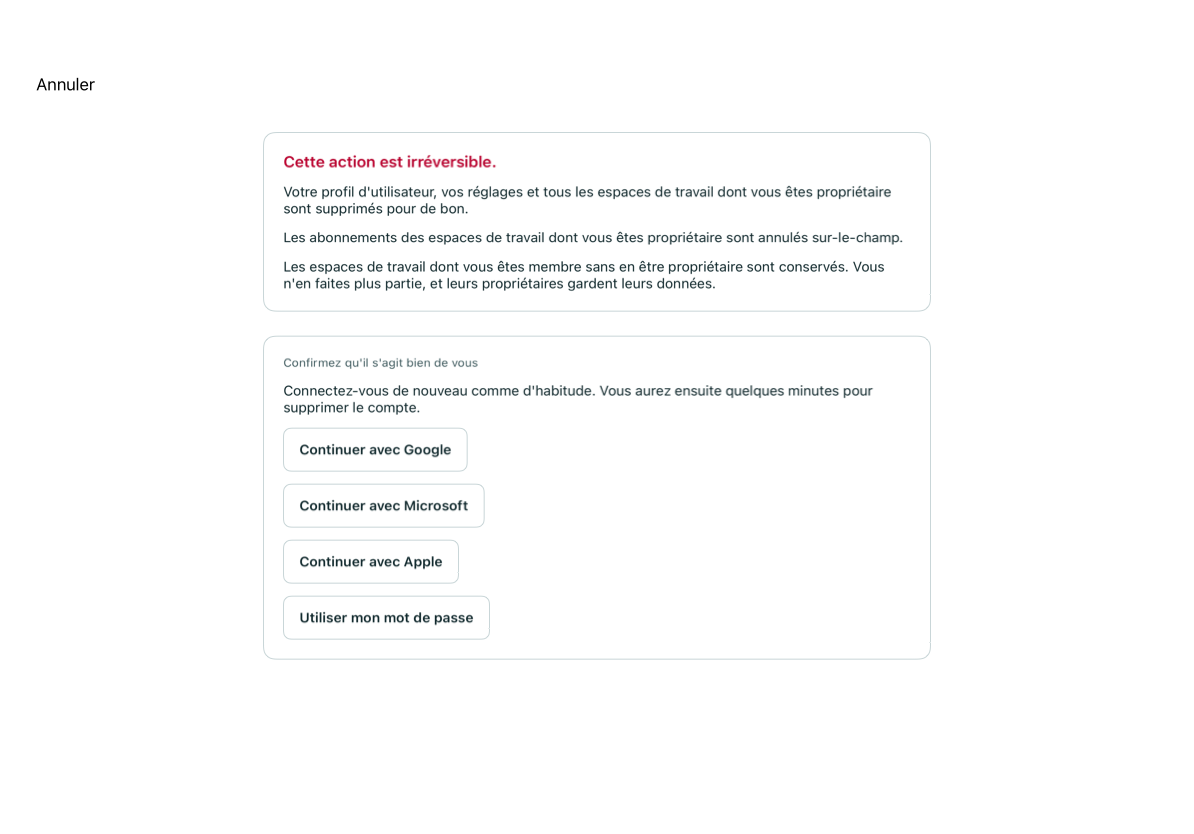 Annuler
Cette action est irréversible.
Votre profil d'utilisateur, vos réglages et tous les espaces de travail dont vous êtes propriétaire
sont supprimés pour de bon.
Les abonnements des espaces de travail dont vous êtes propriétaire sont annulés sur-le-champ.
Les espaces de travail dont vous êtes membre sans en être propriétaire sont conservés. Vous
n'en faites plus partie, et leurs propriétaires gardent leurs données.
Confirmez qu'il s'agit bien de vous
Connectez-vous de nouveau comme d'habitude. Vous aurez ensuite quelques minutes pour
supprimer le compte.
Continuer avec Google
Continuer avec Microsoft
Continuer avec Apple
Utiliser mon mot de passe